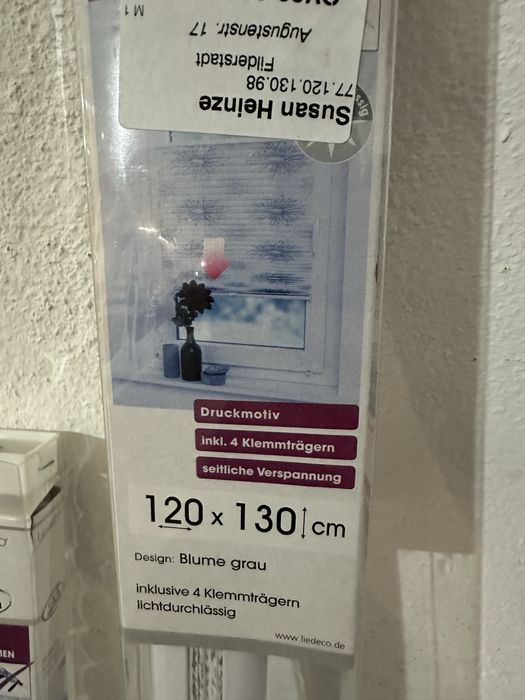 Susan Heinze
77.120.130.98
Filderstadt
Augustenstr. 17
M 1
Druckmotiv
inkl. 4 Klemmträgern
seitliche Verspannung
120 x 130 cm
Design: Blume grau
inklusive 4 Klemmträgern
lichtdurchlässig
www.liedeco.de